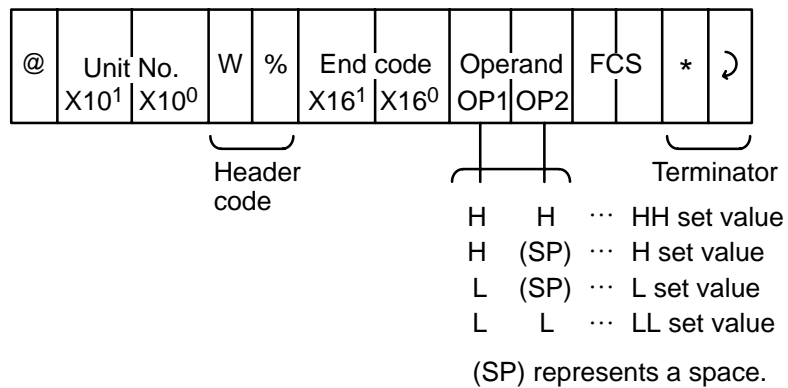 @ Unit No. W % End code Operand FCS * ⤸
X10¹ X10⁰ X16¹ X16⁰ OP1 OP2
Header code Terminator
H H ··· HH set value
H (SP) ··· H set value
L (SP) ··· L set value
L L ··· LL set value
(SP) represents a space.